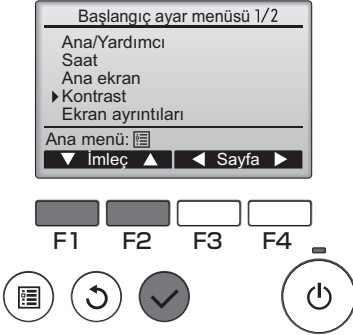 Başlangıç ayar menüsü 1/2
Ana/Yardımcı
Saat
Ana ekran
Kontrast
Ekran ayrıntıları
Ana menü:
▼ İmleç ▲ ◀ Sayfa ▶
F1 F2 F3 F4